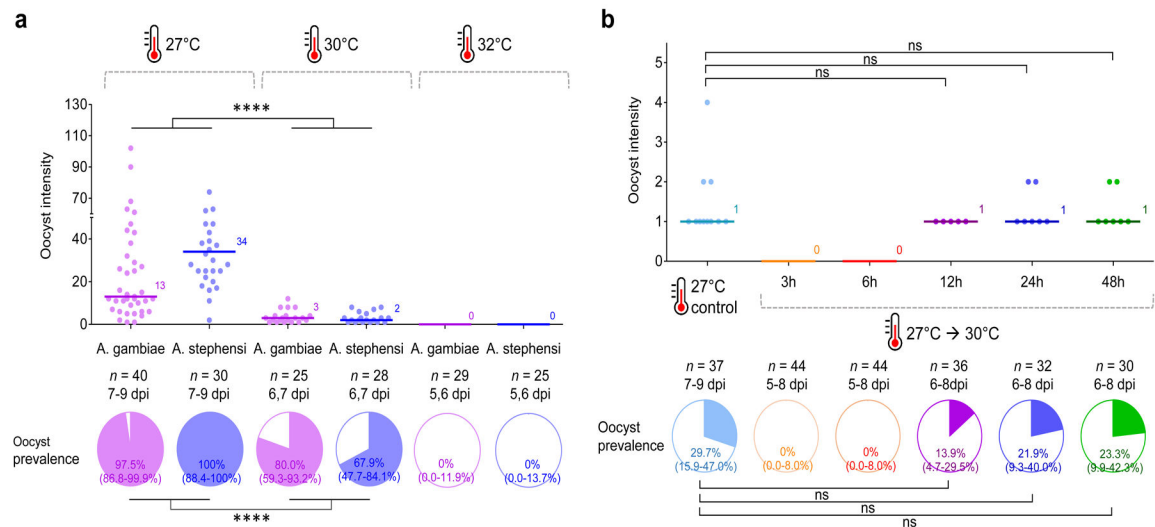 a
27°C
30°C
32°C
****
Oocyst intensity
130
110
90
70
50
40
20
0
13
34
3
2
0
0
A. gambiae A. stephensi A. gambiae A. stephensi A. gambiae A. stephensi
n = 40 n = 30 n = 25 n = 28 n = 29 n = 25
7-9 dpi 7-9 dpi 6,7 dpi 6,7 dpi 5,6 dpi 5,6 dpi
Oocyst
prevalence
97.5% 100% 80.0% 67.9% 0% 0%
(86.8-99.9%) (88.4-100%) (59.3-93.2%) (47.7-84.1%) (0.0-11.9%) (0.0-13.7%)
****
b
ns
ns
ns
Oocyst intensity
5
4
3
2
1
0
1
0
0
1
1
1
27°C
control
3h 6h 12h 24h 48h
27°C → 30°C
n = 37 n = 44 n = 44 n = 36 n = 32 n = 30
7-9 dpi 5-8 dpi 5-8 dpi 6-8dpi 6-8 dpi 6-8 dpi
Oocyst
prevalence
29.7% 0% 0% 13.9% 21.9% 23.3%
(15.9-47.0%) (0.0-8.0%) (0.0-8.0%) (4.7-29.5%) (9.3-40.0%) (9.9-42.3%)
ns
ns
ns